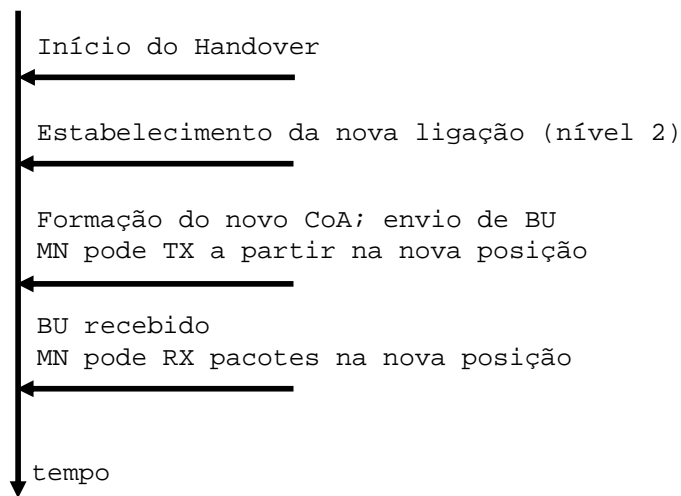 Início do Handover
Estabelecimento da nova ligação (nível 2)
Formação do novo CoA; envio de BU
MN pode TX a partir na nova posição
BU recebido
MN pode RX pacotes na nova posição
tempo